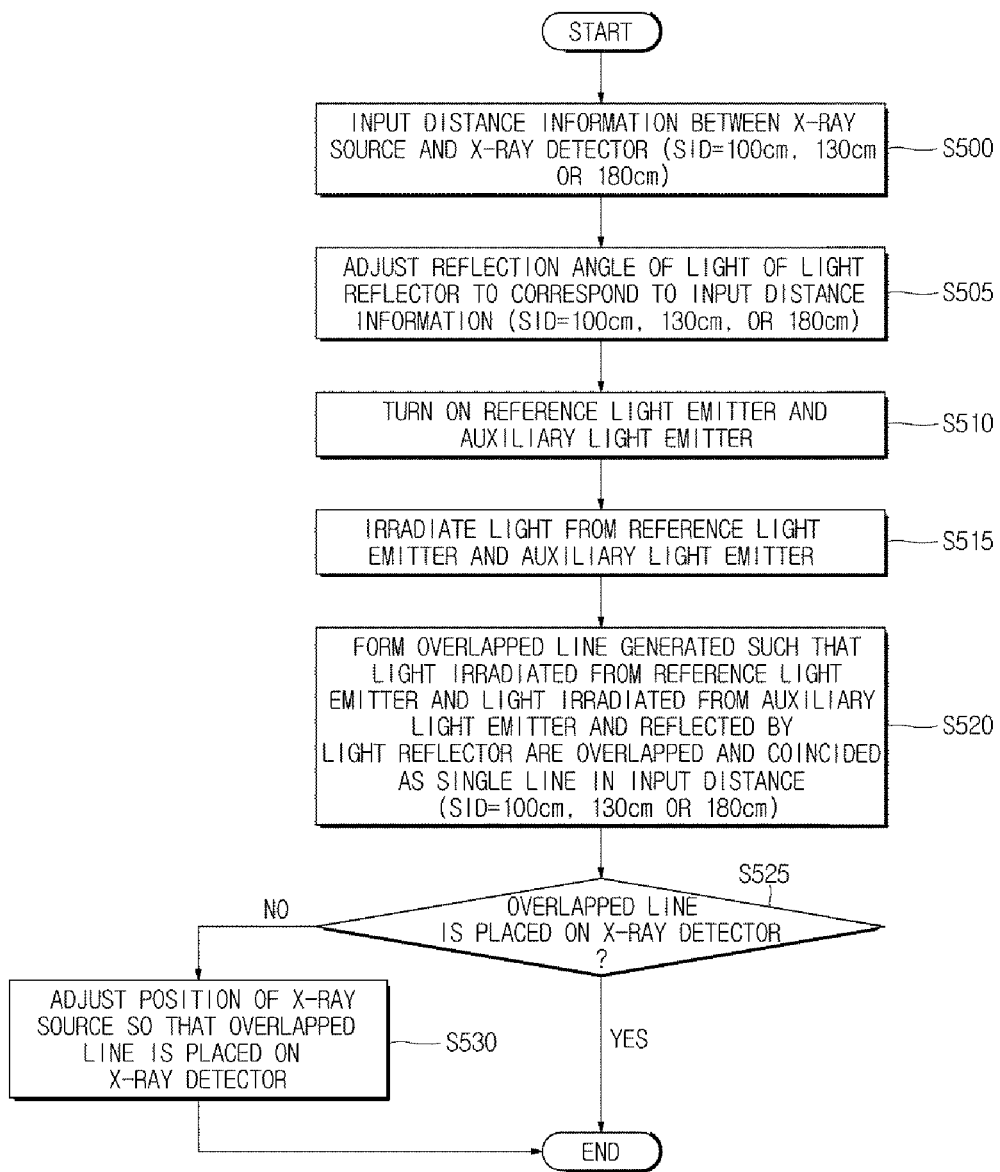 START
INPUT DISTANCE INFORMATION BETWEEN X-RAY
SOURCE AND X-RAY DETECTOR (SID=100cm, 130cm
OR 180cm)
S500
ADJUST REFLECTION ANGLE OF LIGHT OF LIGHT
REFLECTOR TO CORRESPOND TO INPUT DISTANCE
INFORMATION (SID=100cm, 130cm, OR 180cm)
S505
TURN ON REFERENCE LIGHT EMITTER AND
AUXILIARY LIGHT EMITTER
S510
IRRADIATE LIGHT FROM REFERENCE LIGHT
EMITTER AND AUXILIARY LIGHT EMITTER
S515
FORM OVERLAPPED LINE GENERATED SUCH THAT
LIGHT IRRADIATED FROM REFERENCE LIGHT
EMITTER AND LIGHT IRRADIATED FROM AUXILIARY
LIGHT EMITTER AND REFLECTED BY
LIGHT REFLECTOR ARE OVERLAPPED AND COINCIDED
AS SINGLE LINE IN INPUT DISTANCE
(SID=100cm, 130cm OR 180cm)
S520
S525
OVERLAPPED LINE
IS PLACED ON X-RAY DETECTOR
?
NO
ADJUST POSITION OF X-RAY
SOURCE SO THAT OVERLAPPED
LINE IS PLACED ON
X-RAY DETECTOR
S530
YES
END